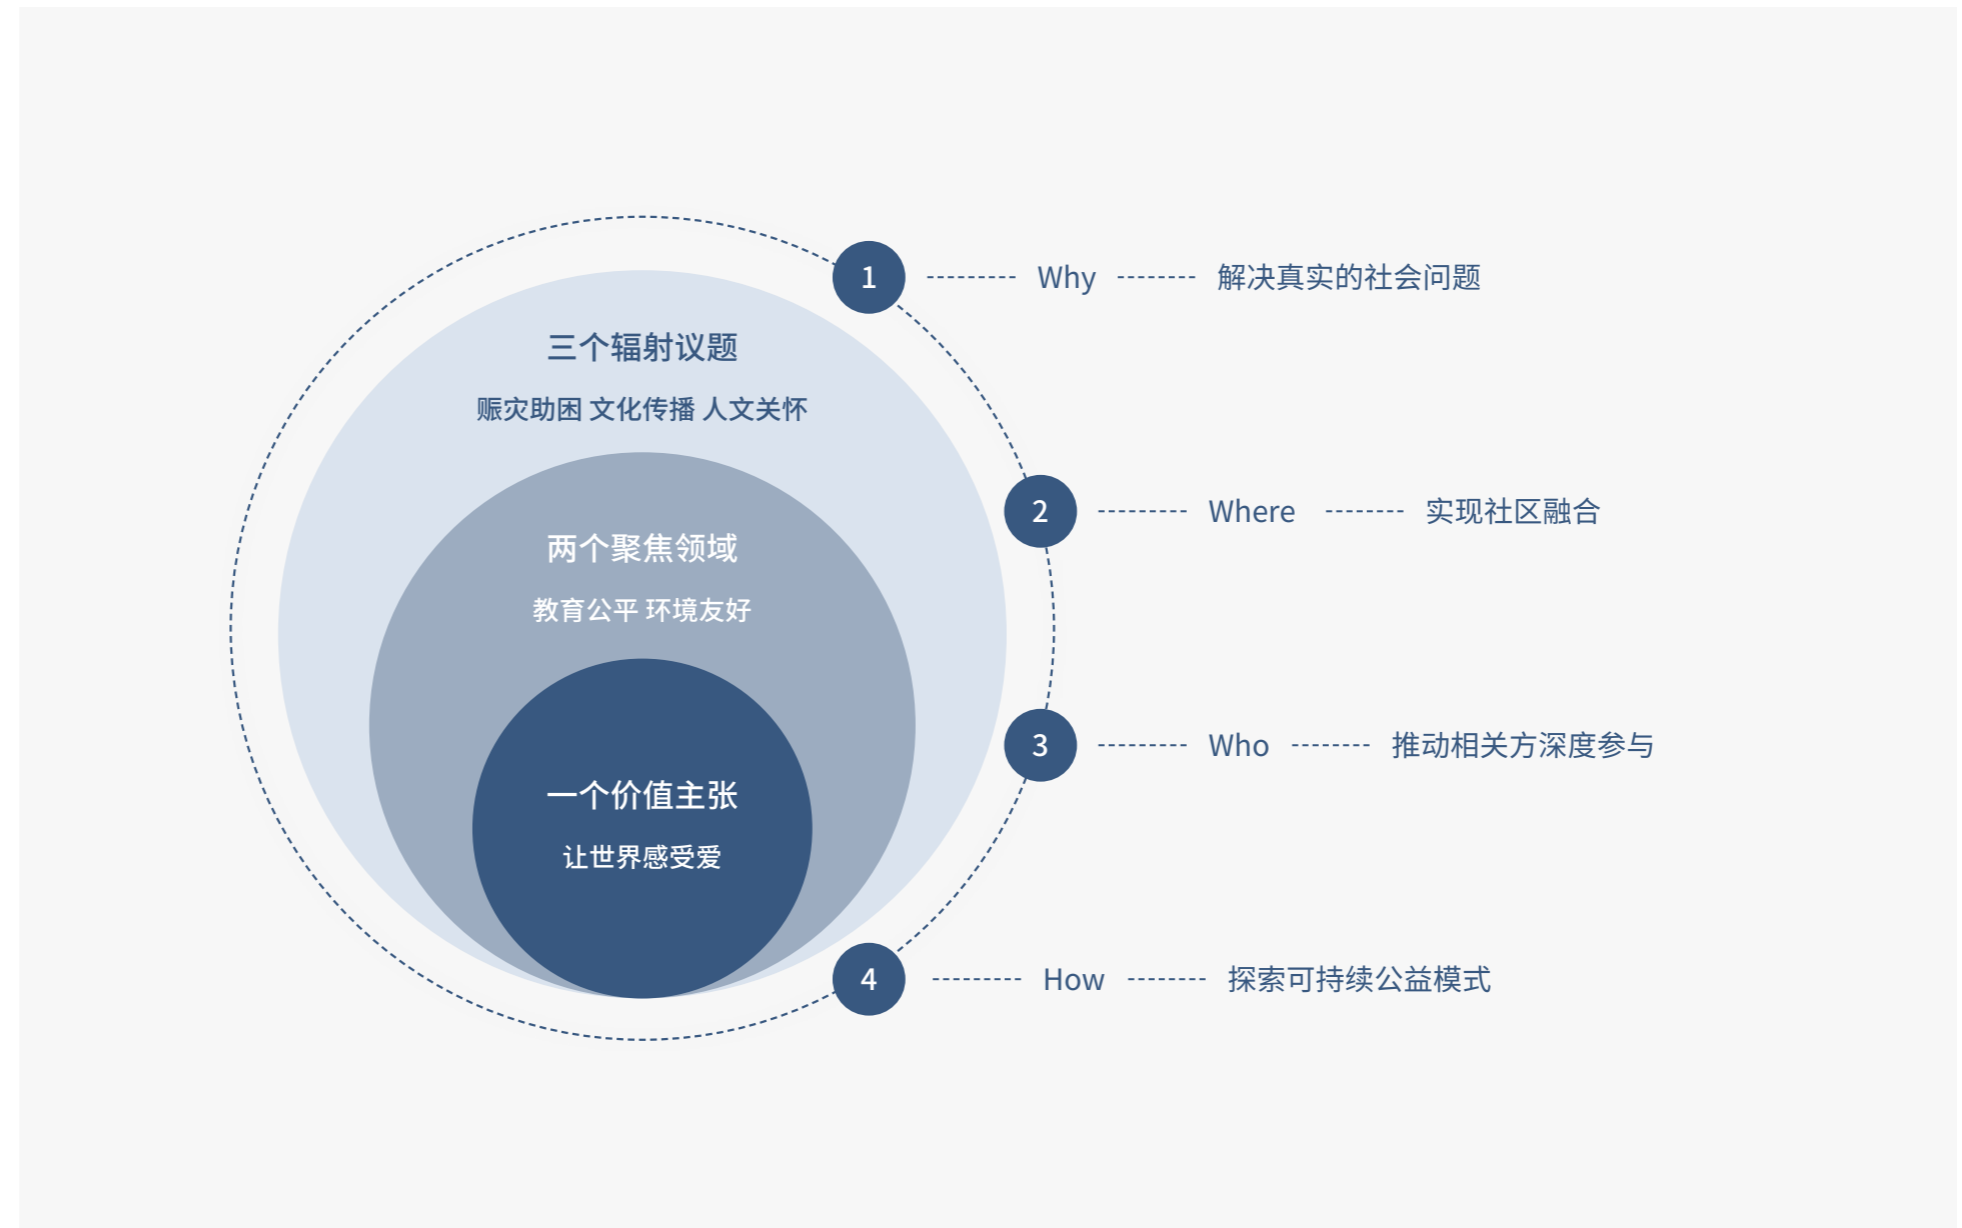 三个辐射议题
赈灾助困 文化传播 人文关怀
两个聚焦领域
教育公平 环境友好
一个价值主张
让世界感受爱
1 Why 解决真实的社会问题
2 Where 实现社区融合
3 Who 推动相关方深度参与
4 How 探索可持续公益模式